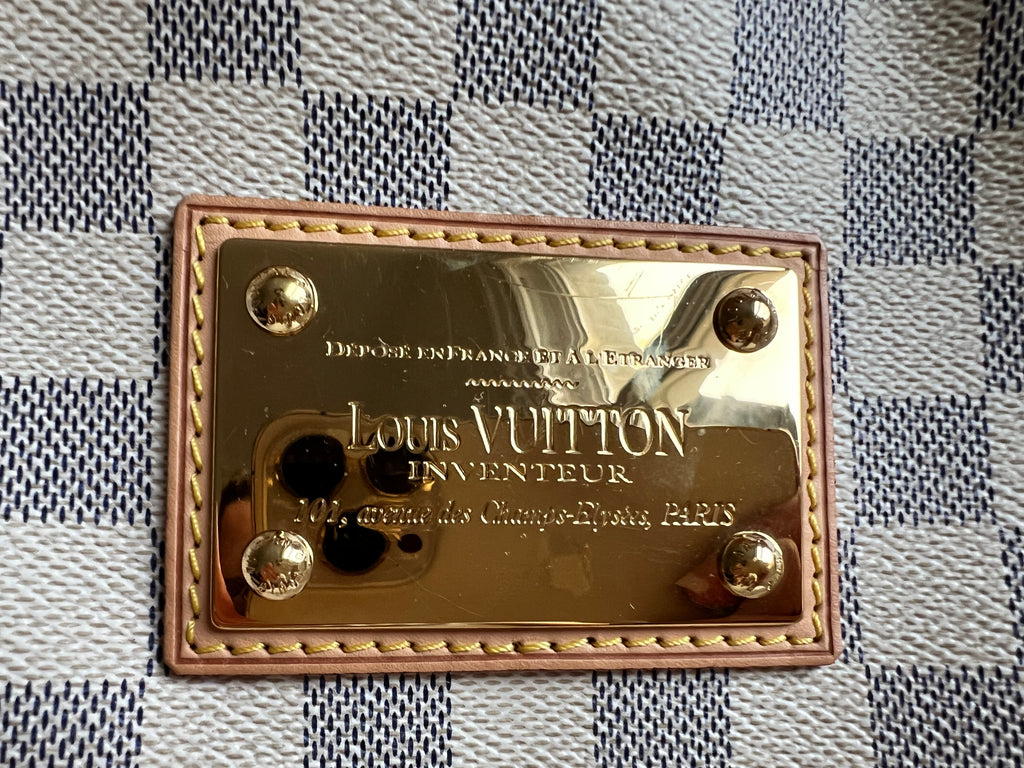 DÉPOSÉ EN FRANCE ET À L'ETRANGER
LOUIS VUITTON
INVENTEUR
101, avenue des Champs-Elysées, PARIS